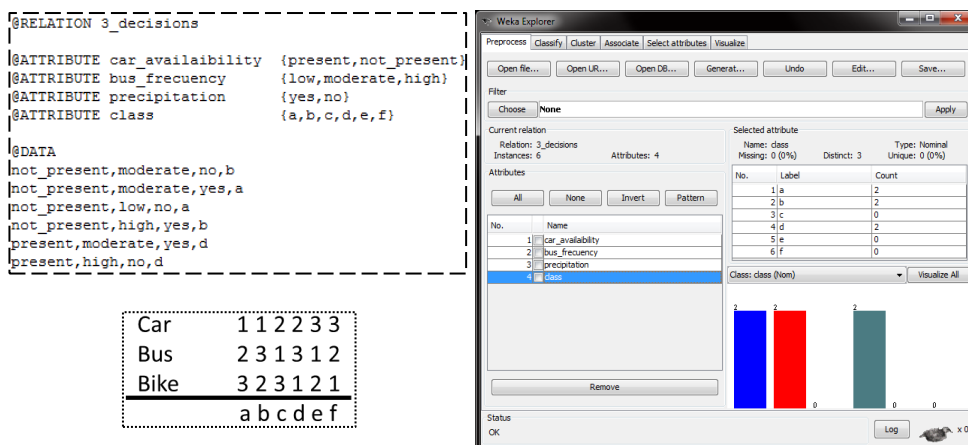 @RELATION 3_decisions
@ATTRIBUTE car_availaibility {present,not_present}
@ATTRIBUTE bus_frecuency {low,moderate,high}
@ATTRIBUTE precipitation {yes,no}
@ATTRIBUTE class {a,b,c,d,e,f}
@DATA
not_present,moderate,no,b
not_present,moderate,yes,a
not_present,low,no,a
not_present,high,yes,b
present,moderate,yes,d
present,high,no,d
Car 1 1 2 2 3 3
Bus 2 3 1 3 1 2
Bike 3 2 3 1 2 1
a b c d e f
Weka Explorer
Preprocess Classify Cluster Associate Select attributes Visualize
Open file... Open UR... Open DB... Generat... Undo Edit... Save...
Filter
Choose None Apply
Current relation
Relation: 3_decisions
Instances: 6 Attributes: 4
Attributes
All None Invert Pattern
No. Name
1 car_availaibility
2 bus_frecuency
3 precipitation
4 class
Remove
Selected attribute
Name: class Type: Nominal
Missing: 0 (0%) Distinct: 3 Unique: 0 (0%)
No. Label Count
1 a 2
2 b 2
3 c 0
4 d 2
5 e 0
6 f 0
Class: class (Nom) Visualize All
2 2 2
0 0 0
Status
OK
Log x 0